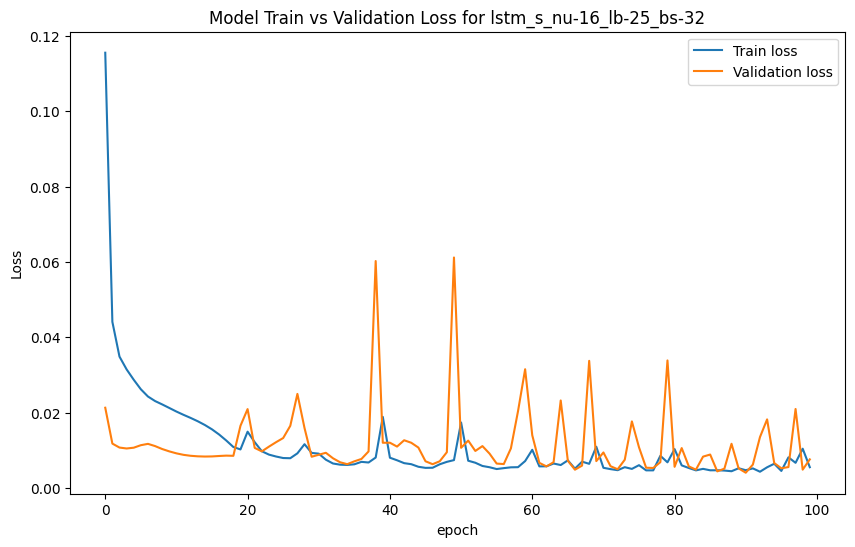 Model Train vs Validation Loss for lstm_s_nu-16_lb-25_bs-32
Train loss
Validation loss
Loss
0.12
0.10
0.08
0.06
0.04
0.02
0.00
0 20 40 60 80 100
epoch